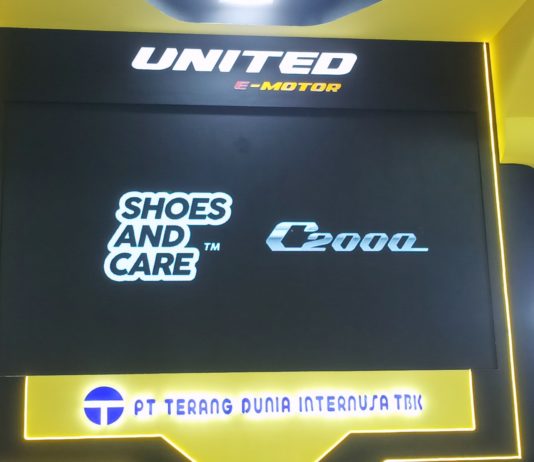 UNITED
E-MOTOR
SHOES
AND
CARE ™
C2000
PT TERANG DUNIA INTERNUSA TBK